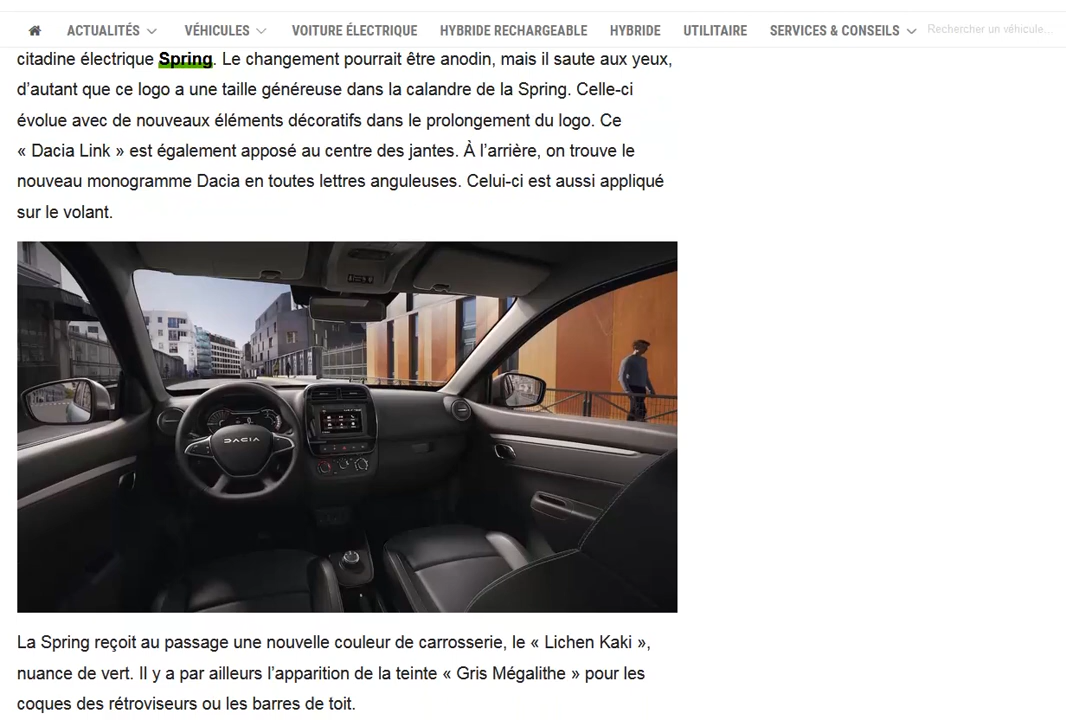 ACTUALITÉS VÉHICULES VOITURE ÉLECTRIQUE HYBRIDE RECHARGEABLE HYBRIDE UTILITAIRE SERVICES & CONSEILS Rechercher un véhicule...
citadine électrique Spring. Le changement pourrait être anodin, mais il saute aux yeux,
d’autant que ce logo a une taille généreuse dans la calandre de la Spring. Celle-ci
évolue avec de nouveaux éléments décoratifs dans le prolongement du logo. Ce
« Dacia Link » est également apposé au centre des jantes. À l’arrière, on trouve le
nouveau monogramme Dacia en toutes lettres anguleuses. Celui-ci est aussi appliqué
sur le volant.
DACIA
La Spring reçoit au passage une nouvelle couleur de carrosserie, le « Lichen Kaki »,
nuance de vert. Il y a par ailleurs l’apparition de la teinte « Gris Mégalithe » pour les
coques des rétroviseurs ou les barres de toit.